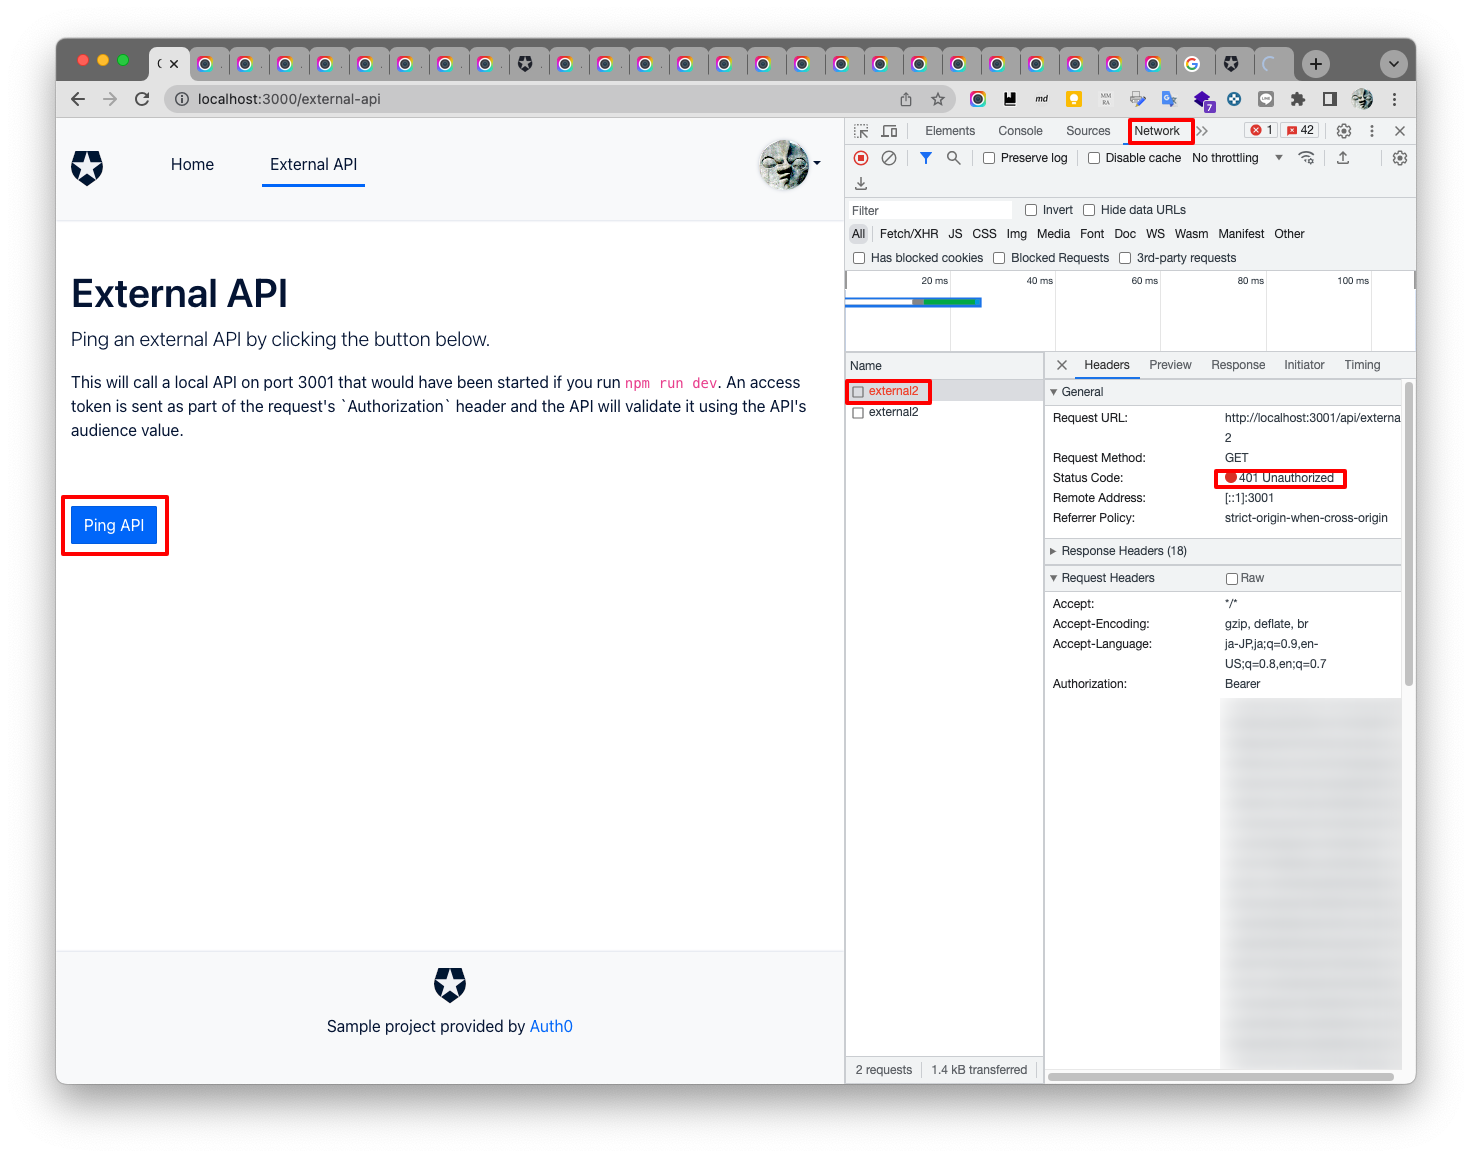 localhost:3000/external-api
md
MM
RA
7
Home
External API
External API
Ping an external API by clicking the button below.
This will call a local API on port 3001 that would have been started if you run npm run dev. An access
token is sent as part of the request's `Authorization` header and the API will validate it using the API's
audience value.
Ping API
Sample project provided by Auth0
Elements Console Sources Network 1 42
Preserve log Disable cache No throttling
Filter Invert Hide data URLs
All Fetch/XHR JS CSS Img Media Font Doc WS Wasm Manifest Other
Has blocked cookies Blocked Requests 3rd-party requests
20 ms 40 ms 60 ms 80 ms 100 ms
Name
external2
external2
2 requests 1.4 kB transferred
Headers Preview Response Initiator Timing
General
Request URL: http://localhost:3001/api/externa
2
Request Method: GET
Status Code: 401 Unauthorized
Remote Address: [::1]:3001
Referrer Policy: strict-origin-when-cross-origin
Response Headers (18)
Request Headers Raw
Accept: */*
Accept-Encoding: gzip, deflate, br
Accept-Language: ja-JP,ja;q=0.9,en-
US;q=0.8,en;q=0.7
Authorization: Bearer